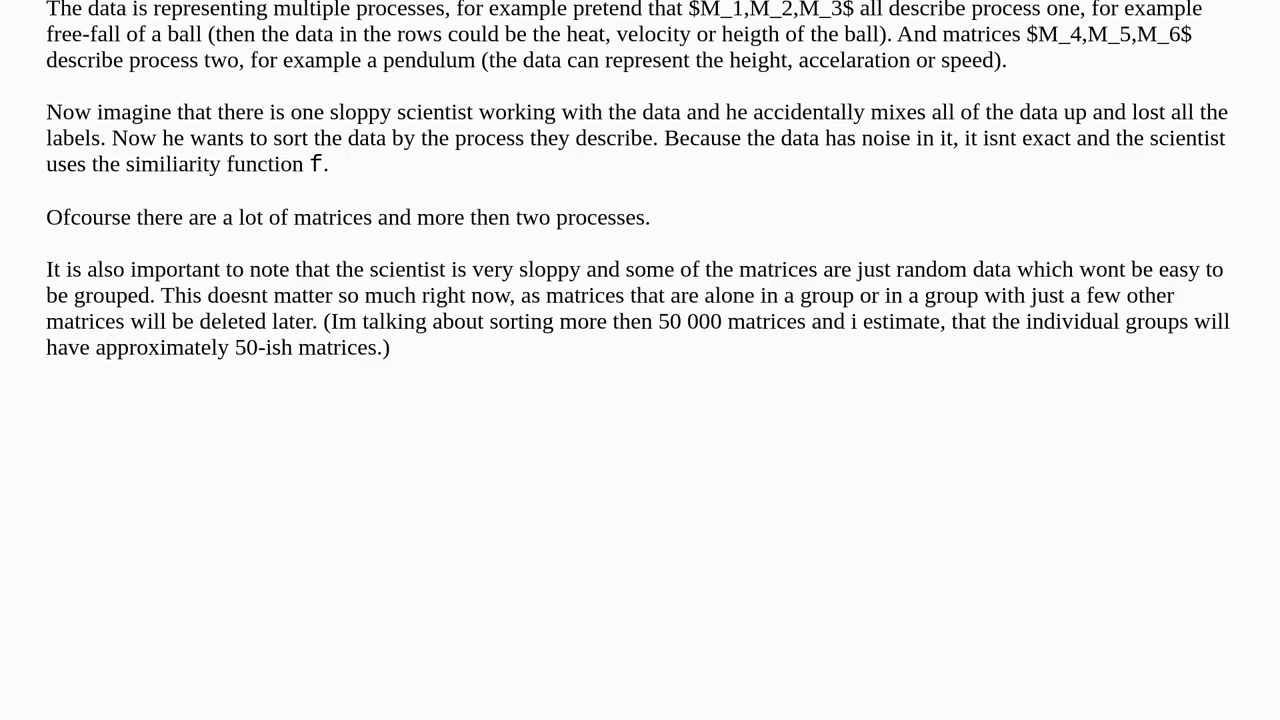 The data is representing multiple processes, for example pretend that $M_1,M_2,M_3$ all describe process one, for example
free-fall of a ball (then the data in the rows could be the heat, velocity or heigth of the ball). And matrices $M_4,M_5,M_6$
describe process two, for example a pendulum (the data can represent the height, accelaration or speed).
Now imagine that there is one sloppy scientist working with the data and he accidentally mixes all of the data up and lost all the
labels. Now he wants to sort the data by the process they describe. Because the data has noise in it, it isnt exact and the scientist
uses the similiarity function f.
Ofcourse there are a lot of matrices and more then two processes.
It is also important to note that the scientist is very sloppy and some of the matrices are just random data which wont be easy to
be grouped. This doesnt matter so much right now, as matrices that are alone in a group or in a group with just a few other
matrices will be deleted later. (Im talking about sorting more then 50 000 matrices and i estimate, that the individual groups will
have approximately 50-ish matrices.)